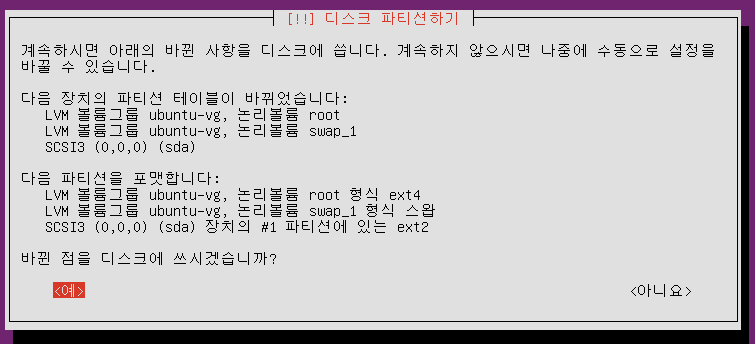 [!!] 디스크 파티션하기
계속하시면 아래의 바뀐 사항을 디스크에 씁니다. 계속하지 않으시면 나중에 수동으로 설정을
바꿀 수 있습니다.
다음 장치의 파티션 테이블이 바뀌었습니다:
LVM 볼륨그룹 ubuntu-vg, 논리볼륨 root
LVM 볼륨그룹 ubuntu-vg, 논리볼륨 swap_1
SCSI3 (0,0,0) (sda)
다음 파티션을 포맷합니다:
LVM 볼륨그룹 ubuntu-vg, 논리볼륨 root 형식 ext4
LVM 볼륨그룹 ubuntu-vg, 논리볼륨 swap_1 형식 스왑
SCSI3 (0,0,0) (sda) 장치의 #1 파티션에 있는 ext2
바뀐 점을 디스크에 쓰시겠습니까?
<예> <아니요>